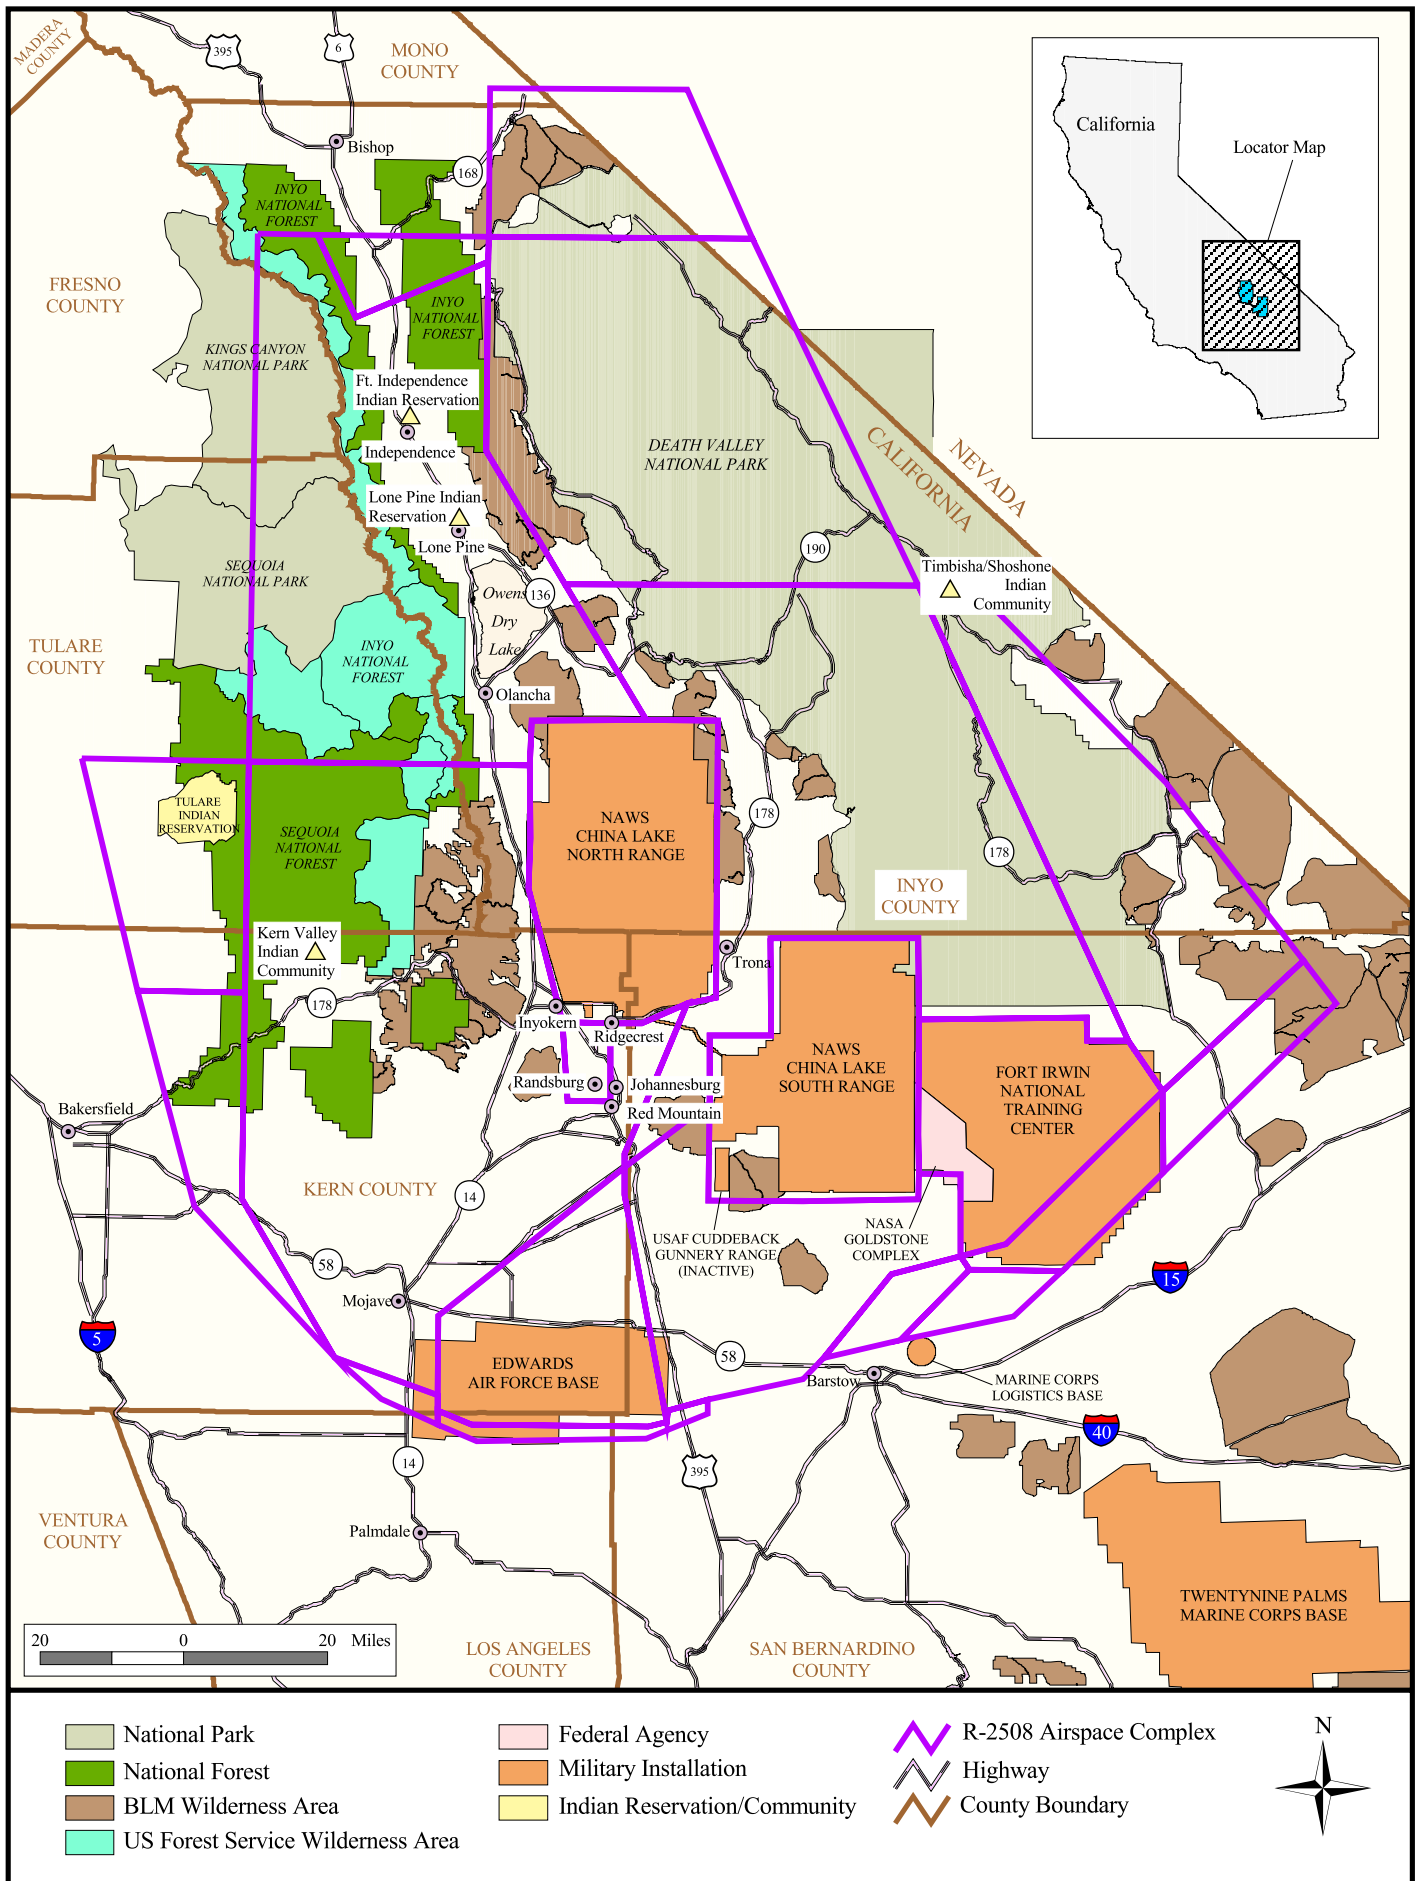 MADERA
COUNTY
395
6
MONO
COUNTY
Bishop
168
INYO
NATIONAL
FOREST
California
Locator Map
FRESNO
COUNTY
INYO
NATIONAL
FOREST
KINGS CANYON
NATIONAL PARK
Ft. Independence
Indian Reservation
Independence
DEATH VALLEY
NATIONAL PARK
NEVADA
CALIFORNIA
Lone Pine Indian
Reservation
Lone Pine
190
SEQUOIA
NATIONAL PARK
Timbisha/Shoshone
Indian
Community
Owens
Dry
Lake
136
TULARE
COUNTY
INYO
NATIONAL
FOREST
Olancha
TULARE
INDIAN
RESERVATION
SEQUOIA
NATIONAL
FOREST
NAWS
CHINA LAKE
NORTH RANGE
178
178
INYO
COUNTY
Kern Valley
Indian
Community
178
Trona
Inyokern
Ridgecrest
NAWS
CHINA LAKE
SOUTH RANGE
FORT IRWIN
NATIONAL
TRAINING
CENTER
Randsburg
Johannesburg
Red Mountain
Bakersfield
KERN COUNTY
14
USAF CUDDEBACK
GUNNERY RANGE
(INACTIVE)
NASA
GOLDSTONE
COMPLEX
58
15
Mojave
5
EDWARDS
AIR FORCE BASE
58
Barstow
MARINE CORPS
LOGISTICS BASE
40
14
395
VENTURA
COUNTY
Palmdale
TWENTYNINE PALMS
MARINE CORPS BASE
20 0 20 Miles
LOS ANGELES
COUNTY
SAN BERNARDINO
COUNTY
National Park
National Forest
BLM Wilderness Area
US Forest Service Wilderness Area
Federal Agency
Military Installation
Indian Reservation/Community
R-2508 Airspace Complex
Highway
County Boundary
N